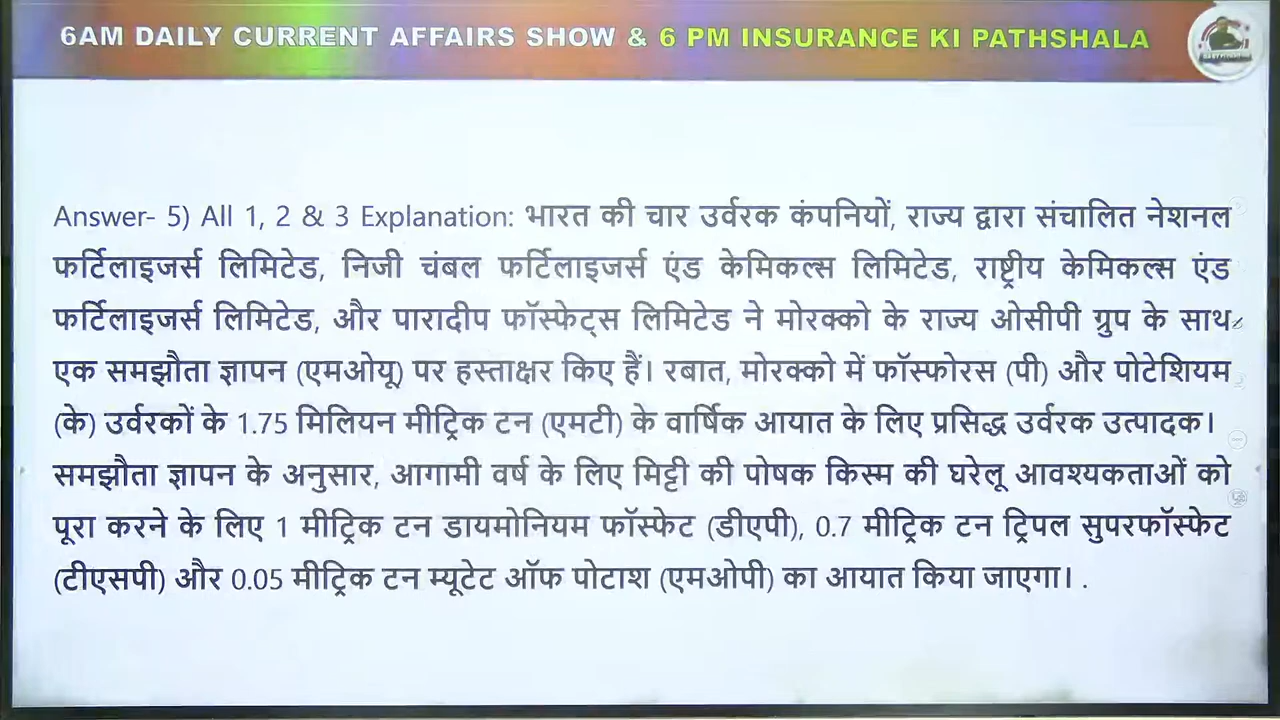 6AM DAILY CURRENT AFFAIRS SHOW & 6 PM INSURANCE KI PATHSHALA
Answer- 5) All 1, 2 & 3 Explanation: भारत की चार उर्वरक कंपनियों, राज्य द्वारा संचालित नेशनल
फर्टिलाइजर्स लिमिटेड, निजी चंबल फर्टिलाइजर्स एंड केमिकल्स लिमिटेड, राष्ट्रीय केमिकल्स एंड
फर्टिलाइजर्स लिमिटेड, और पारादीप फॉस्फेट्स लिमिटेड ने मोरक्को के राज्य ओसीपी ग्रुप के साथ
एक समझौता ज्ञापन (एमओयू) पर हस्ताक्षर किए हैं। रबात, मोरक्को में फॉस्फोरस (पी) और पोटेशियम
(के) उर्वरकों के 1.75 मिलियन मीट्रिक टन (एमटी) के वार्षिक आयात के लिए प्रसिद्ध उर्वरक उत्पादक।
समझौता ज्ञापन के अनुसार, आगामी वर्ष के लिए मिट्टी की पोषक किस्म की घरेलू आवश्यकताओं को
पूरा करने के लिए 1 मीट्रिक टन डायमोनियम फॉस्फेट (डीएपी), 0.7 मीट्रिक टन ट्रिपल सुपरफॉस्फेट
(टीएसपी) और 0.05 मीट्रिक टन म्यूटेट ऑफ पोटाश (एमओपी) का आयात किया जाएगा। .